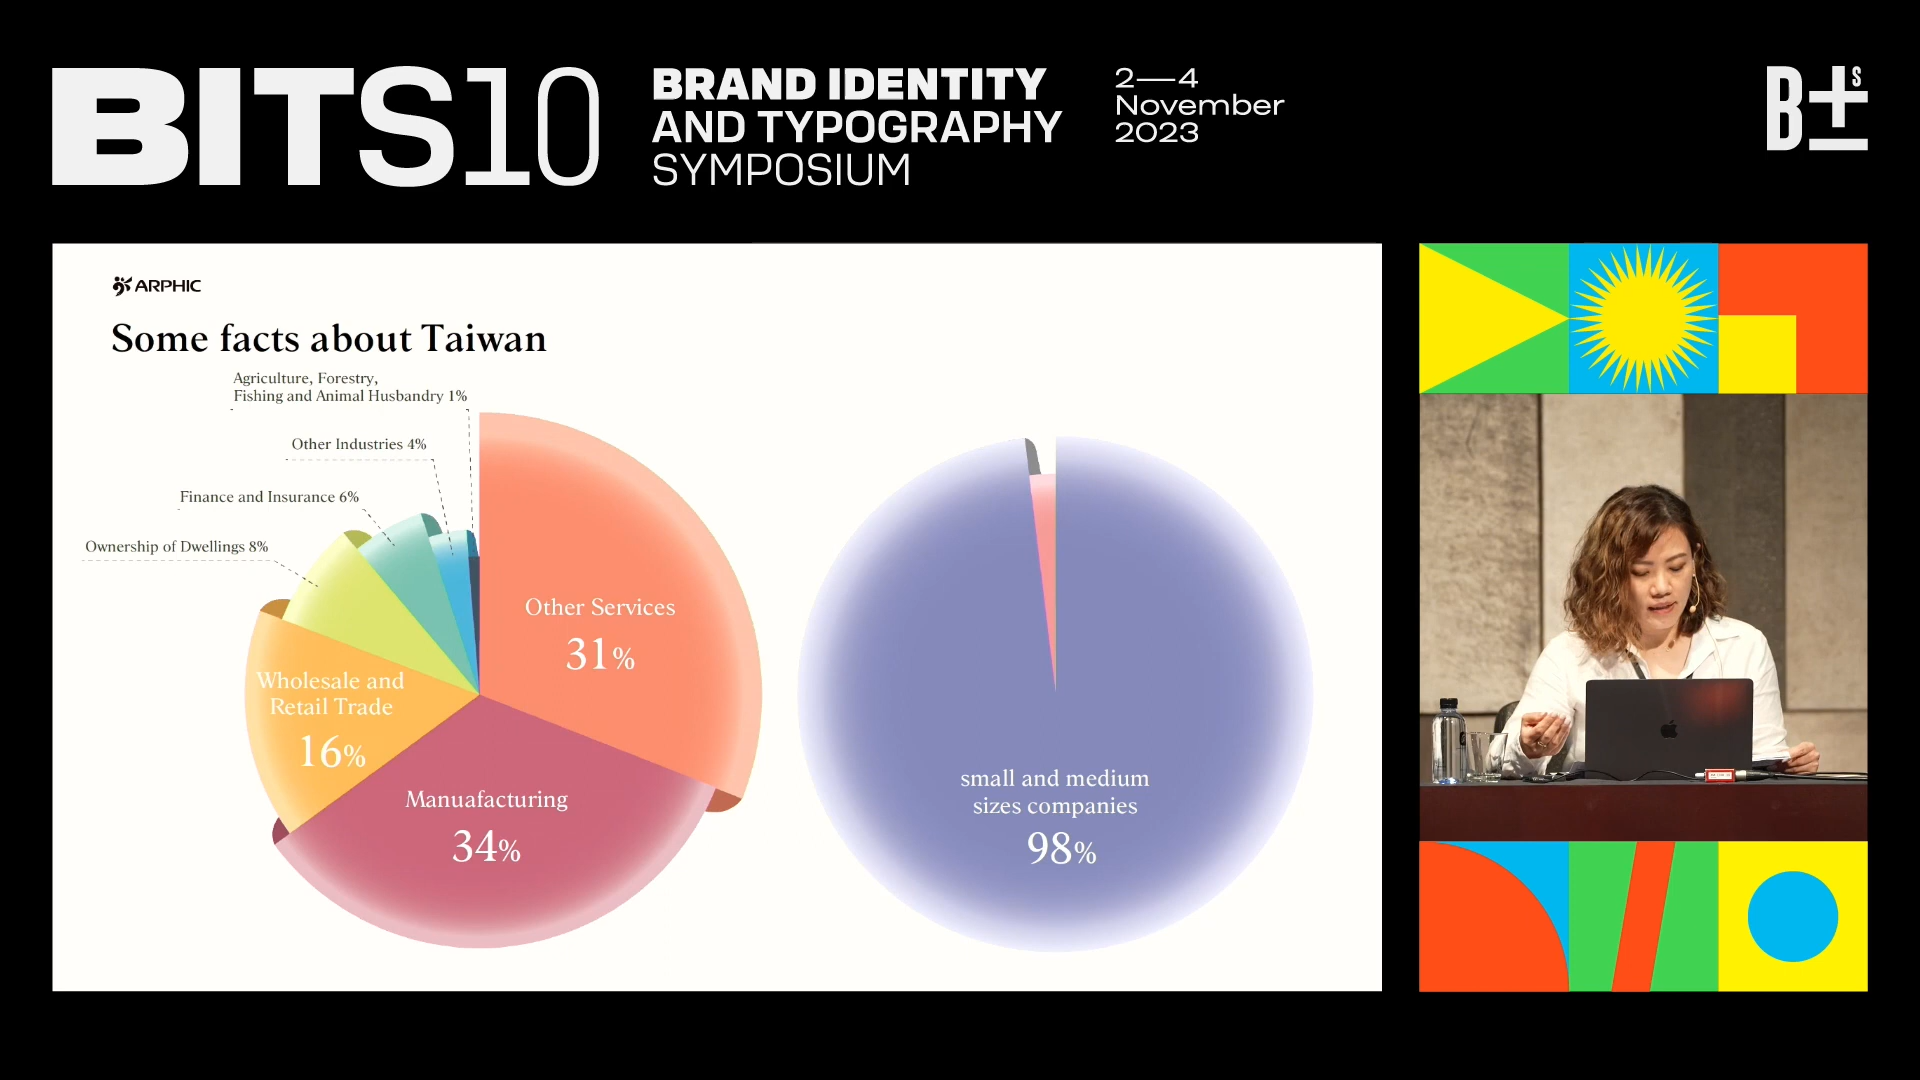 BITS10
BRAND IDENTITY
AND TYPOGRAPHY
SYMPOSIUM
2—4
November
2023
B±s
ARPHIC
Some facts about Taiwan
Agriculture, Forestry,
Fishing and Animal Husbandry 1%
Other Industries 4%
Finance and Insurance 6%
Ownership of Dwellings 8%
Other Services
31%
Wholesale and
Retail Trade
16%
Manuafacturing
34%
small and medium
sizes companies
98%